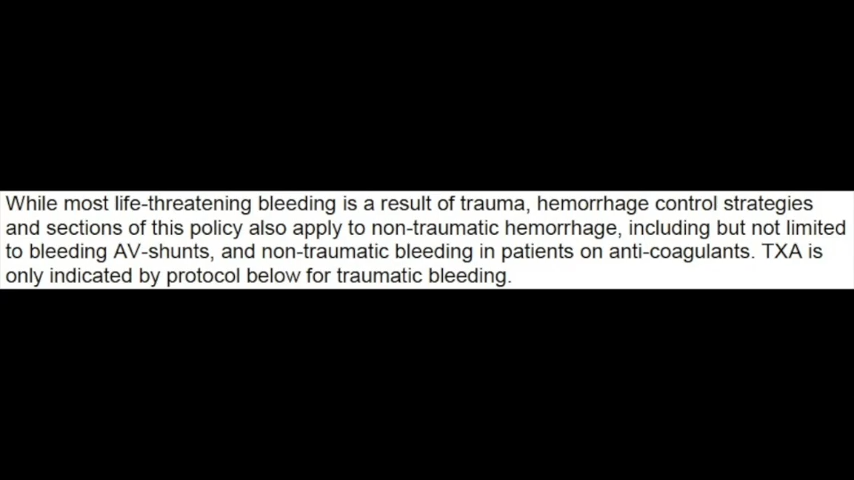 While most life-threatening bleeding is a result of trauma, hemorrhage control strategies
and sections of this policy also apply to non-traumatic hemorrhage, including but not limited
to bleeding AV-shunts, and non-traumatic bleeding in patients on anti-coagulants. TXA is
only indicated by protocol below for traumatic bleeding.